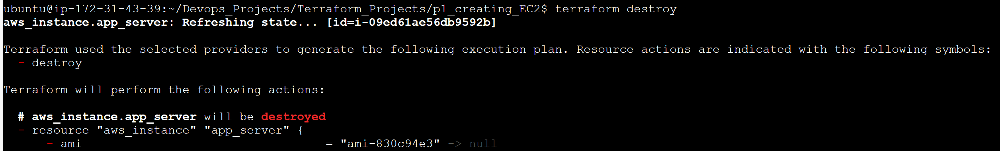 ubuntu@ip-172-31-43-39:~/Devops_Projects/Terraform_Projects/p1_creating_EC2$ terraform destroy
aws_instance.app_server: Refreshing state... [id=i-09ed61ae56db9592b]
Terraform used the selected providers to generate the following execution plan. Resource actions are indicated with the following symbols:
  - destroy
Terraform will perform the following actions:
  # aws_instance.app_server will be destroyed
  - resource "aws_instance" "app_server" {
      - ami                                  = "ami-830c94e3" -> null